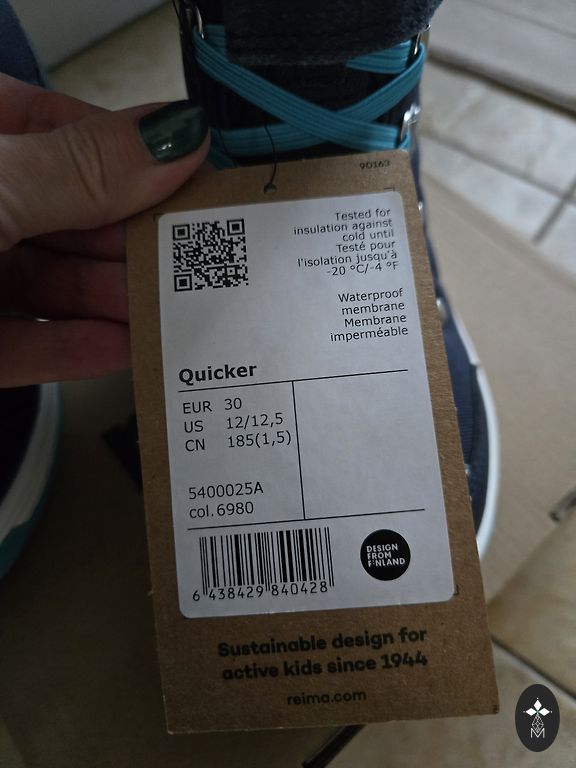 90163
Tested for
insulation against
cold until
Testé pour
l'isolation jusqu'à
-20 °C/-4 °F
Waterproof
membrane
Membrane
imperméable
Quicker
EUR 30
US 12/12,5
CN 185(1,5)
5400025A
col.6980
6 438429 840428
DESIGN
FROM
FINLAND
Sustainable design for
active kids since 1944
reima.com
M